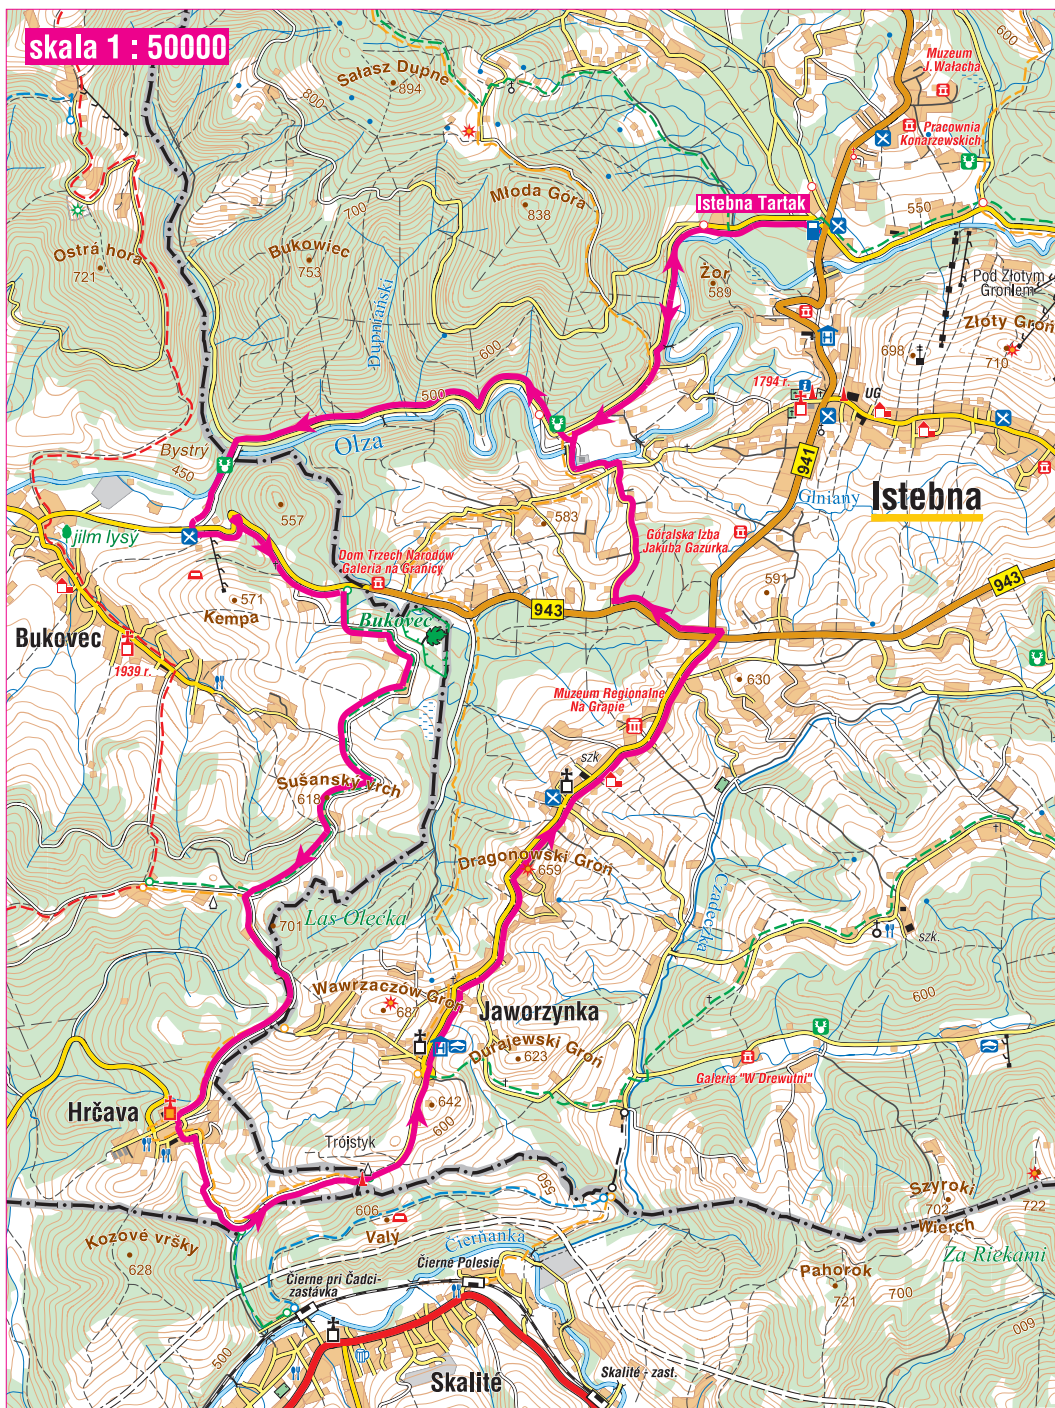 skala 1 : 50000
Sałasz Dupne
894
800
600
Muzeum
J.Wałacha
Pracownia
Konarzewskich
Młoda Góra
838
700
Istebna Tartak
550
Ostrá hora
721
Bukowiec
753
Dupniański
Żor
589
Pod Złotym
Groniem
Złoty Groń
710
698
600
500
1794 r.
UG
Bystrý
450
Olza
941
Glniany
Istebna
jilm lysy
557
583
Góralska Izba
Jakuba Gazurka
Dom Trzech Narodów
Galeria na Granicy
571
Kempa
943
591
943
Bukovec
Bukovec
1939 r.
630
Muzeum Regionalne
Na Grapie
szk
Sušansky vrch
618
Dragonowski Groń
659
Czadeczka
701
Las Olećka
szk.
Wawrzaczów Groń
687
Jaworzynka
600
Durajewski Groń
623
Galeria "W Drewutni"
Hrčava
642
600
Trójstyk
550
606
Valy
Szyroki
702
Wierch
722
Kozové vršky
628
Čierňanka
Za Riekami
Čierne pri Čadci-
zastávka
Čierne Polesie
Pahorok
721
700
600
500
Skalité
Skalité - zast.